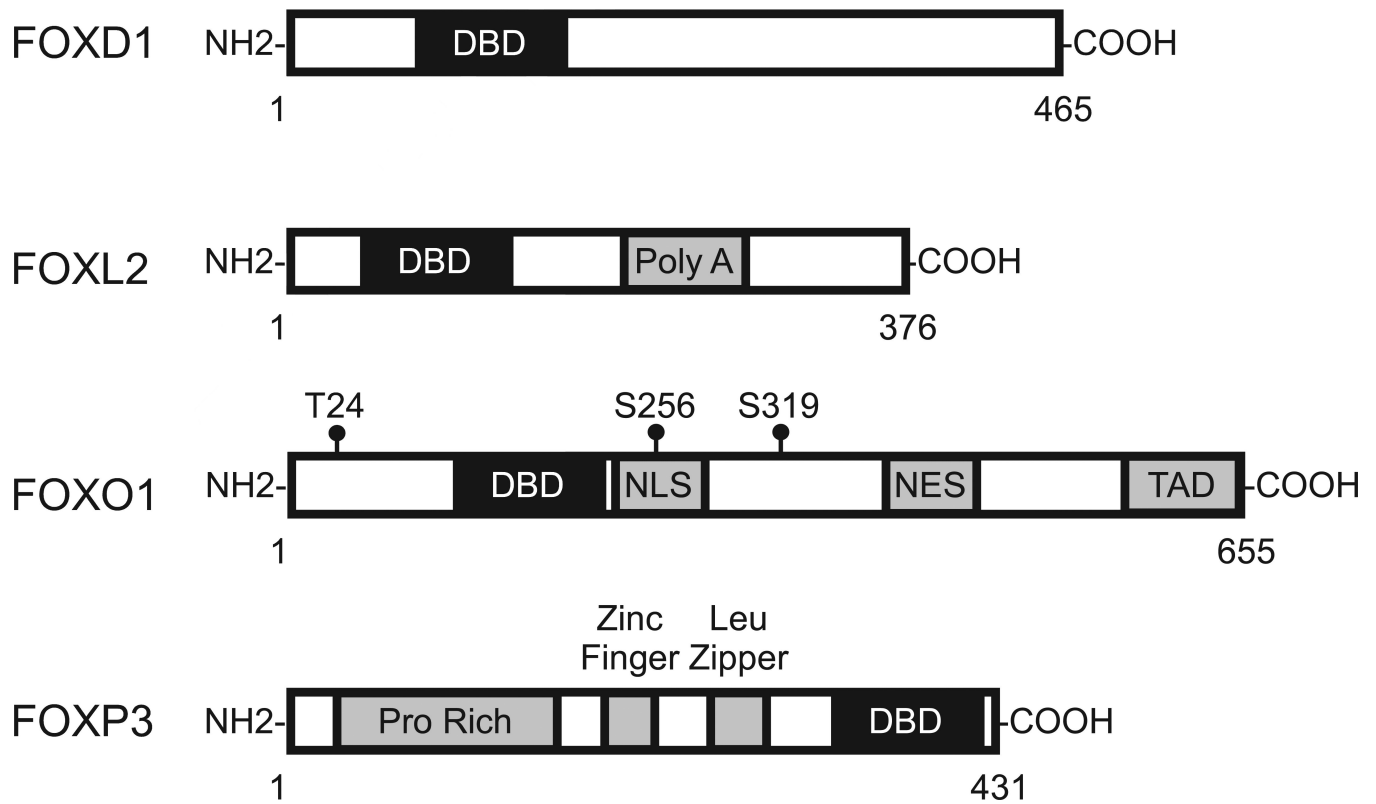 FOXD1 NH2- DBD -COOH
1 465
FOXL2 NH2- DBD Poly A -COOH
1 376
T24 S256 S319
FOXO1 NH2- DBD NLS NES TAD -COOH
1 655
Zinc Leu
Finger Zipper
FOXP3 NH2- Pro Rich DBD -COOH
1 431